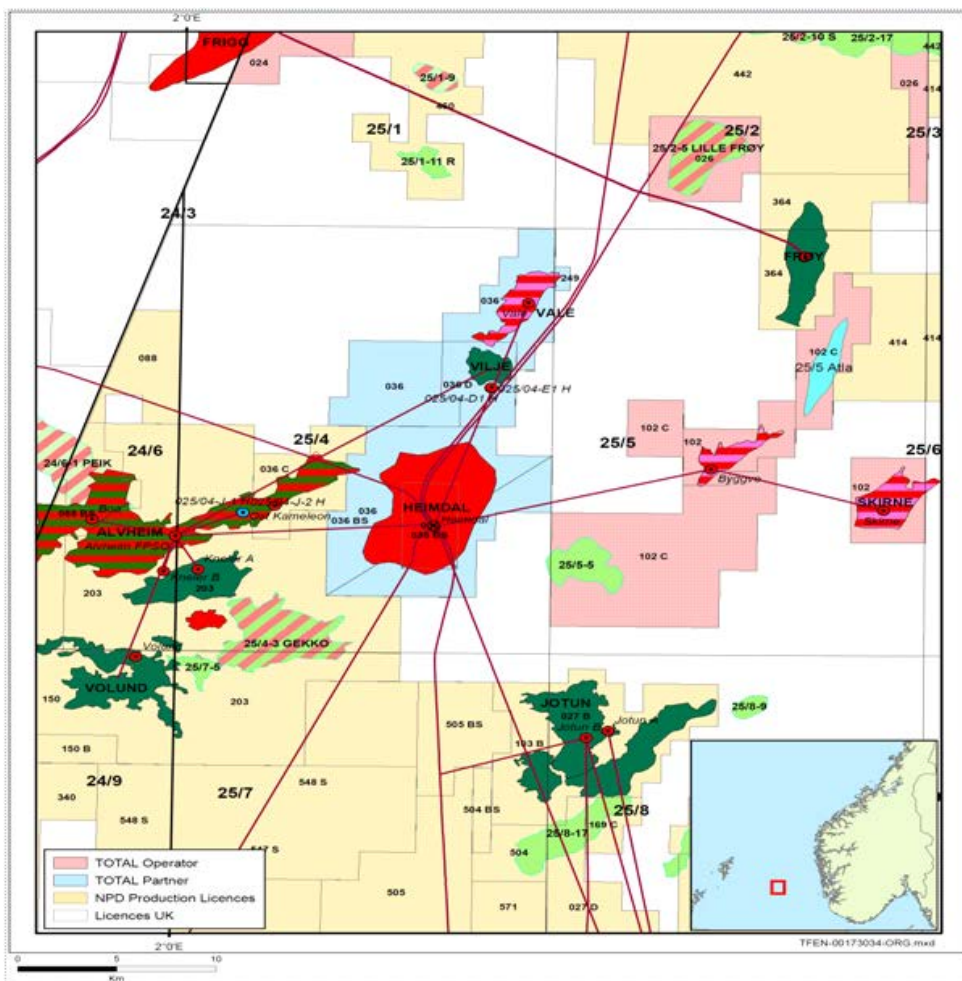 2°0'E
FRIGG
024
25/1-9
460
25/1
25/1-11 R
25/2-10 S
25/2-17
442
442
026
414
25/2
25/3
25/2-5 LILLE FRØY
026
24/3
364
FRØY
364
249
036
Vale
VALE
102 C
414
414
25/5 Atla
088
036
VILJE
036 D
025/04-E1 H
025/04-D1 H
24/6
25/4
25/5
102 C
102
25/6
24/6-1 PEIK
036 C
Byggve
102
SKIRNE
Skirne
Boa
088 BS
HEIMDAL
Heimdal
036
036 BS
ALVHEIM
Alvheim FPSO
Kneler A
Kneler B
203
203
102 C
25/5-5
25/4-3 GEKKO
Volund
VOLUND
25/7-5
150
203
JOTUN
027 B
Jotun A
Jotun B
25/8-9
505 BS
103 B
150 B
24/9
340
548 S
548 S
25/7
504 BS
25/8
169 C
25/8-17
504
505
571
027 D
TOTAL Operator
TOTAL Partner
NPD Production Licences
Licences UK
2°0'E
TFEN-00173034-ORG.mxd
0 5 10
Km